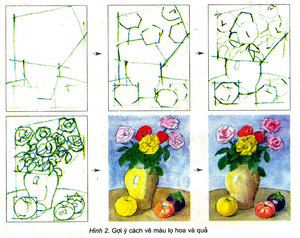 Hình 2. Gợi ý cách vẽ màu lọ hoa và quả